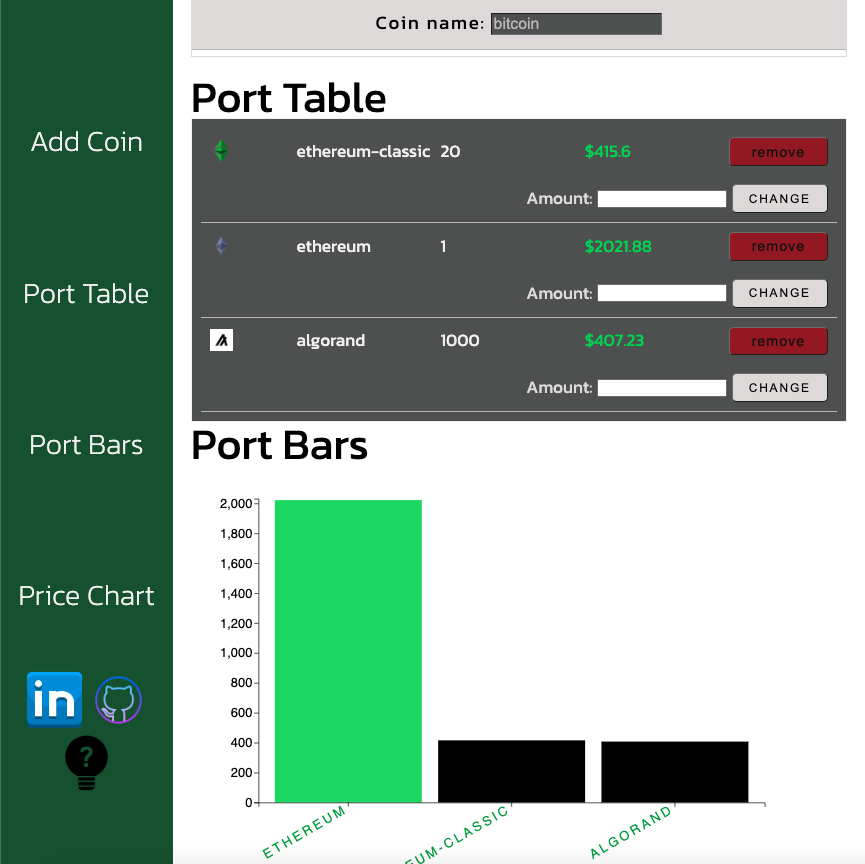 Coin name: bitcoin
Add Coin
Port Table
Port Bars
Price Chart
in
?
Port Table
ethereum-classic 20 $415.6 remove
Amount: CHANGE
ethereum 1 $2021.88 remove
Amount: CHANGE
algorand 1000 $407.23 remove
Amount: CHANGE
Port Bars
2,000
1,800
1,600
1,400
1,200
1,000
800
600
400
200
0
ETHEREUM
EUM-CLASSIC
ALGORAND